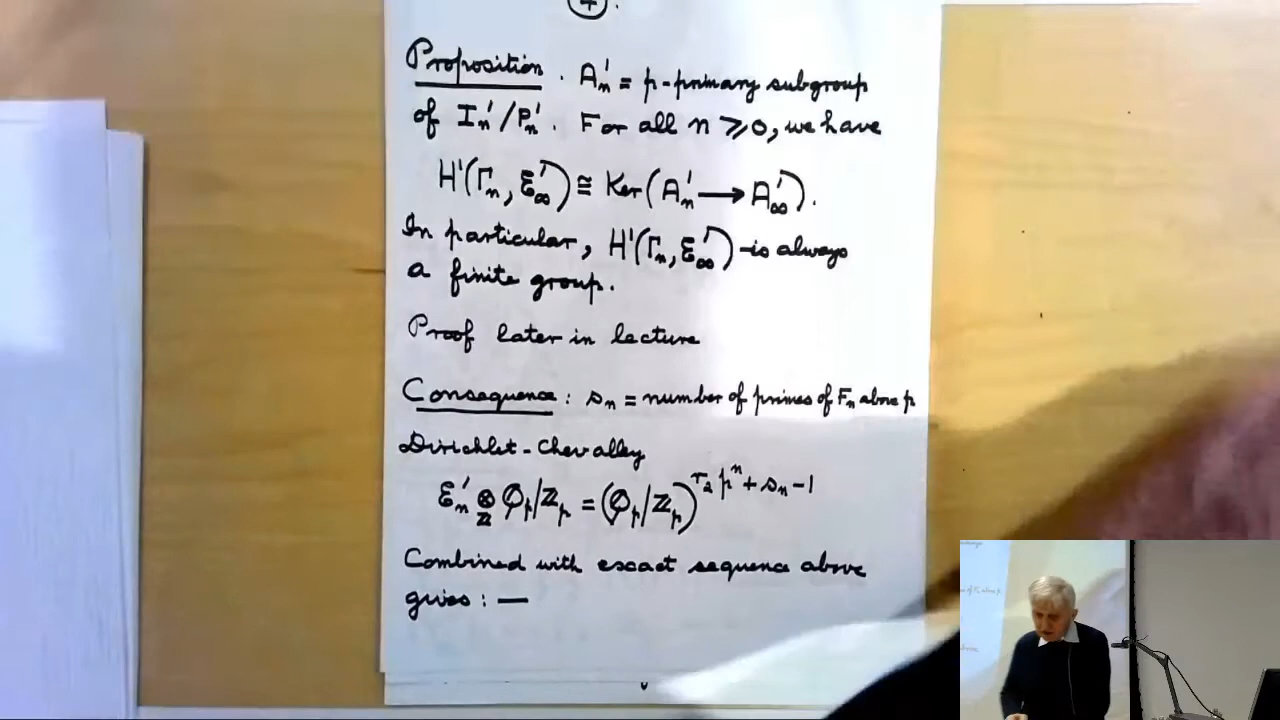 4.
Proposition. A'ₙ = p-primary subgroup
of I'ₙ/P'ₙ. For all n ⩾ 0, we have
H¹(Γₙ, Ɛ'∞) ≅ Ker(A'ₙ ⟶ A'∞).
In particular, H¹(Γₙ, Ɛ'∞) is always
a finite group.
Proof later in lecture
Consequence: sₙ = number of primes of Fₙ above p
Dirichlet-Chevalley
Ɛ'ₙ ⊗_ℤ ℚₚ/ℤₚ = (ℚₚ/ℤₚ)^{r₂pⁿ + sₙ - 1}
Combined with exact sequence above
gives: —